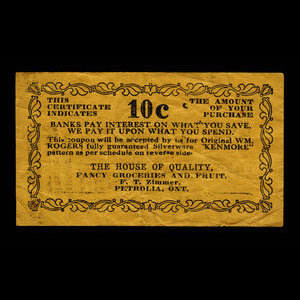 THIS CERTIFICATE INDICATES
10c
THE AMOUNT OF YOUR PURCHASE
BANKS PAY INTEREST ON WHAT YOU SAVE,
WE PAY IT UPON WHAT YOU SPEND.
This coupon will be accepted by us for Original WM.
ROGERS fully guaranteed Silverware "KENMORE"
pattern as per schedule on reverse side.
THE HOUSE OF QUALITY,
FANCY GROCERIES AND FRUIT.
F. T. Zimmer,
PETROLIA, ONT.